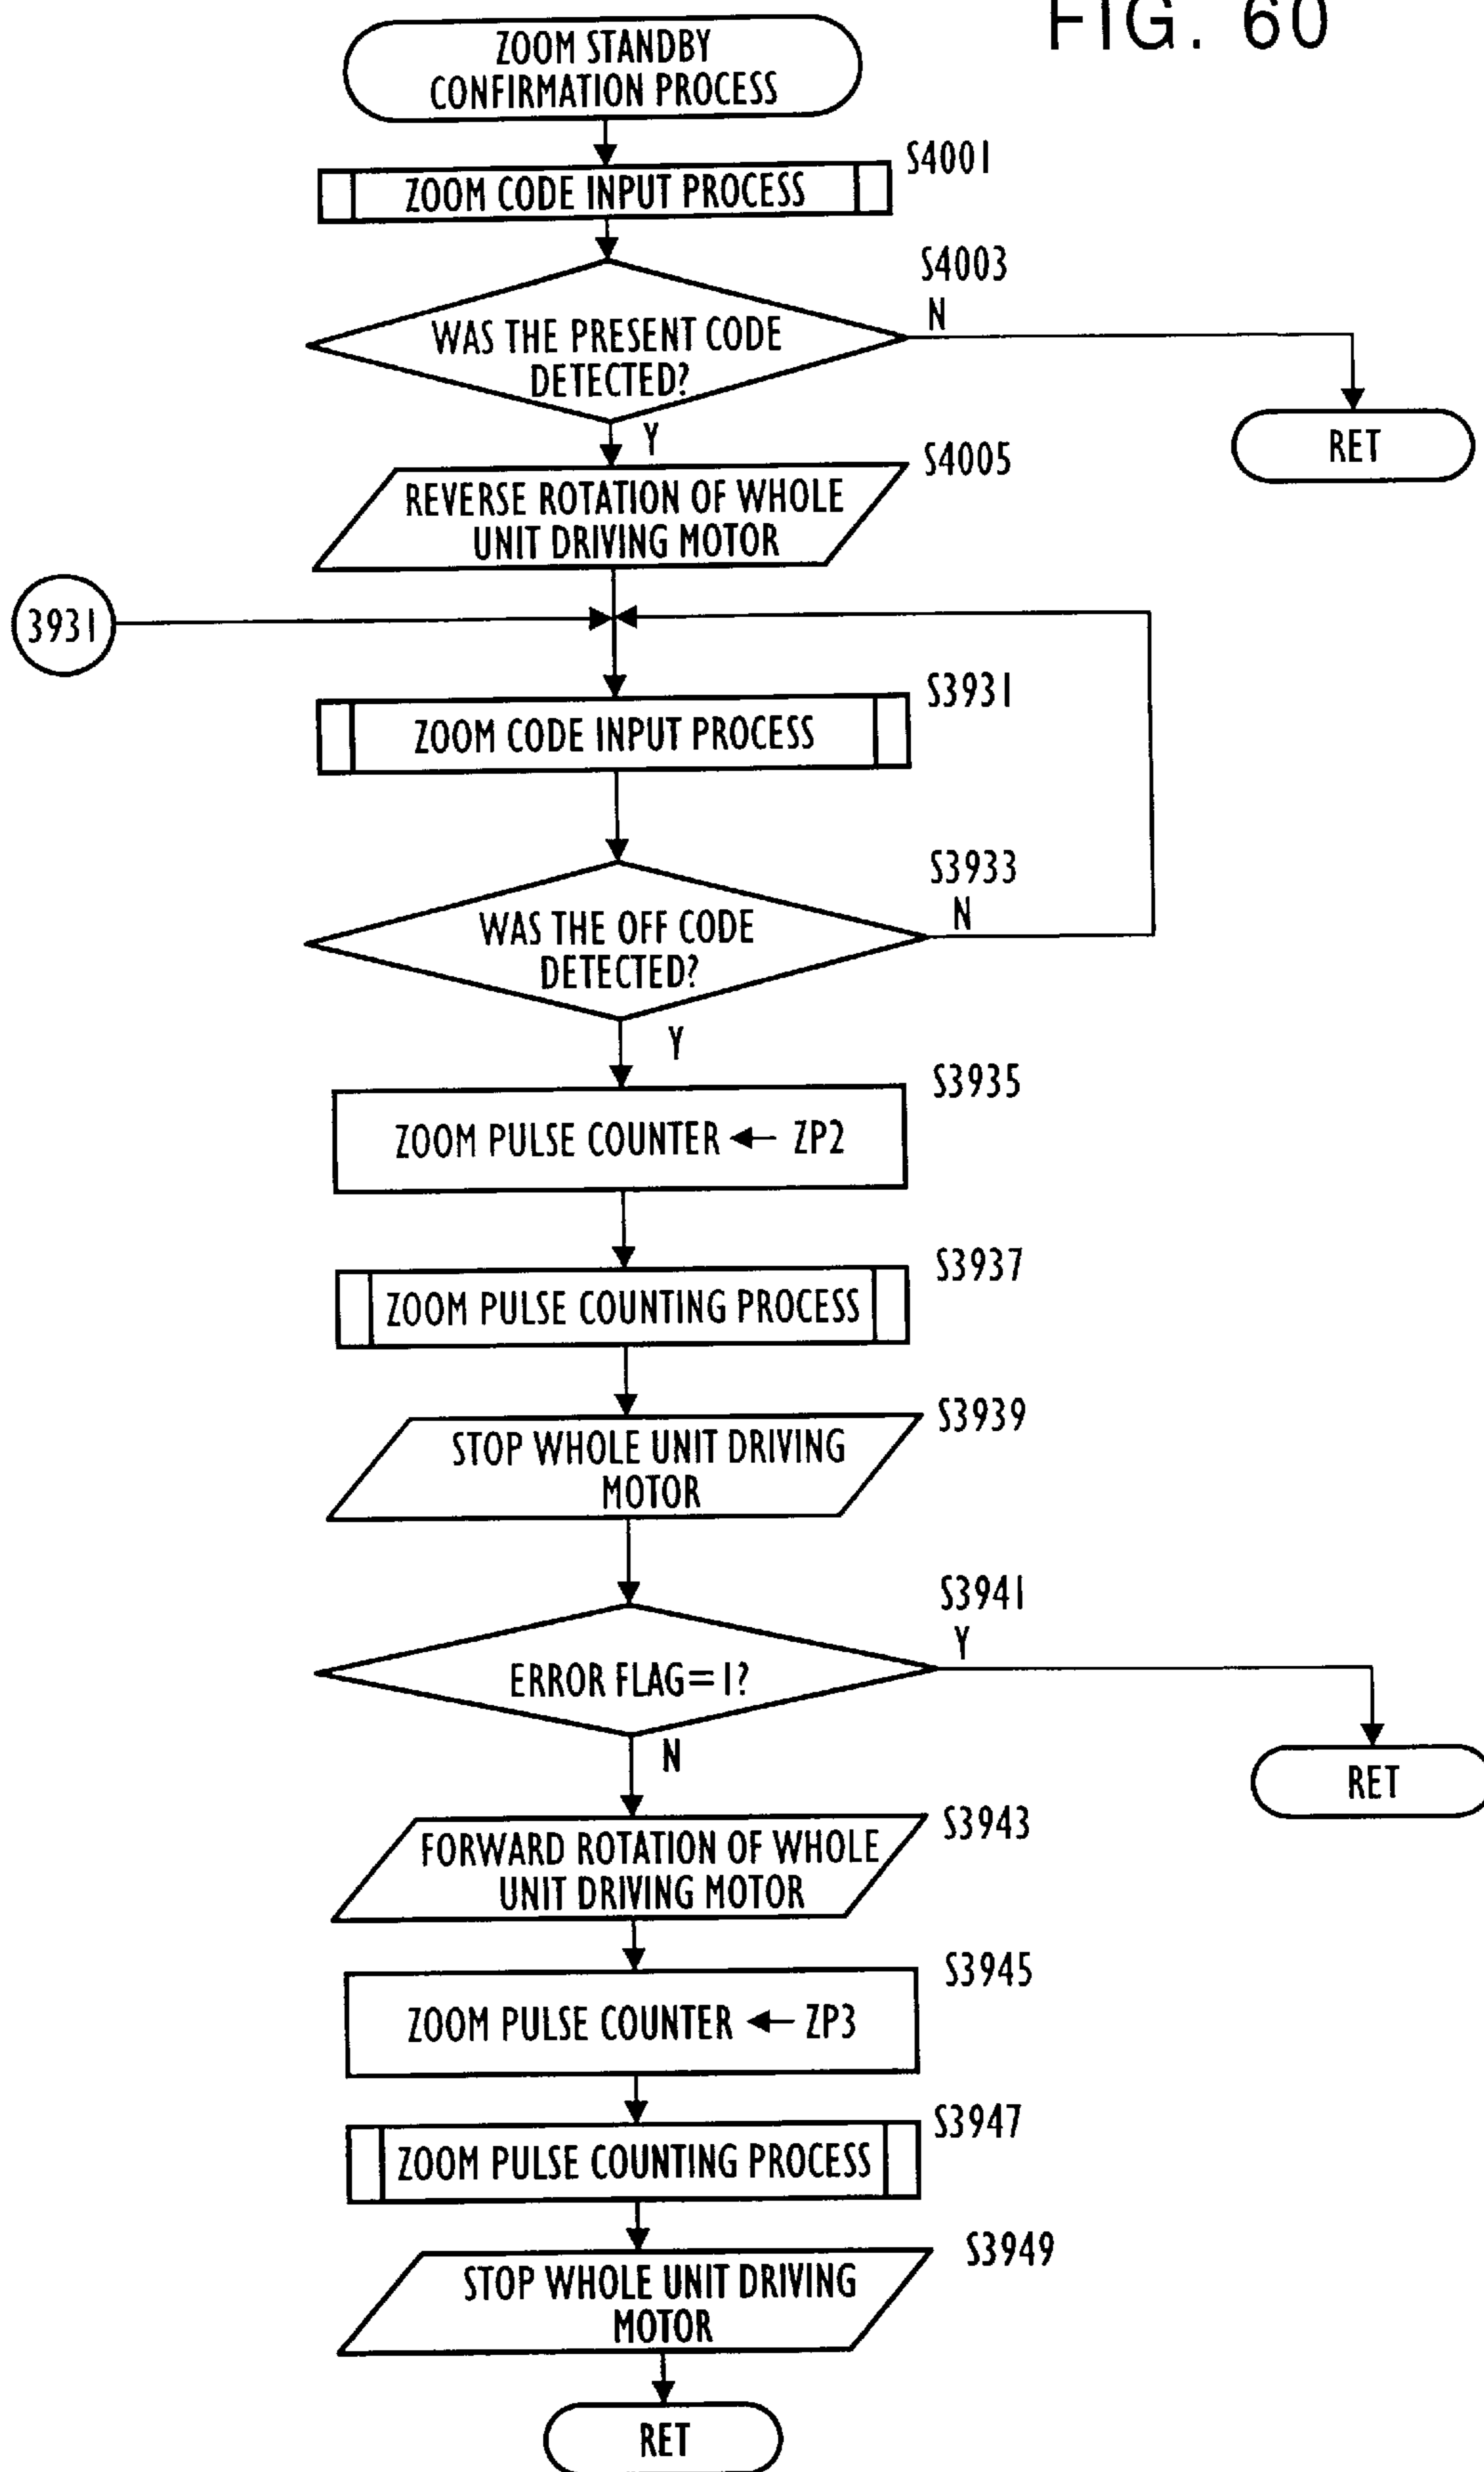 FIG. 60
ZOOM STANDBY
CONFIRMATION PROCESS
S4001
ZOOM CODE INPUT PROCESS
S4003
N
WAS THE PRESENT CODE
DETECTED?
Y
RET
S4005
REVERSE ROTATION OF WHOLE
UNIT DRIVING MOTOR
3931
S3931
ZOOM CODE INPUT PROCESS
S3933
N
WAS THE OFF CODE
DETECTED?
Y
S3935
ZOOM PULSE COUNTER ← ZP2
S3937
ZOOM PULSE COUNTING PROCESS
S3939
STOP WHOLE UNIT DRIVING
MOTOR
S3941
Y
ERROR FLAG=1?
N
RET
S3943
FORWARD ROTATION OF WHOLE
UNIT DRIVING MOTOR
S3945
ZOOM PULSE COUNTER ← ZP3
S3947
ZOOM PULSE COUNTING PROCESS
S3949
STOP WHOLE UNIT DRIVING
MOTOR
RET